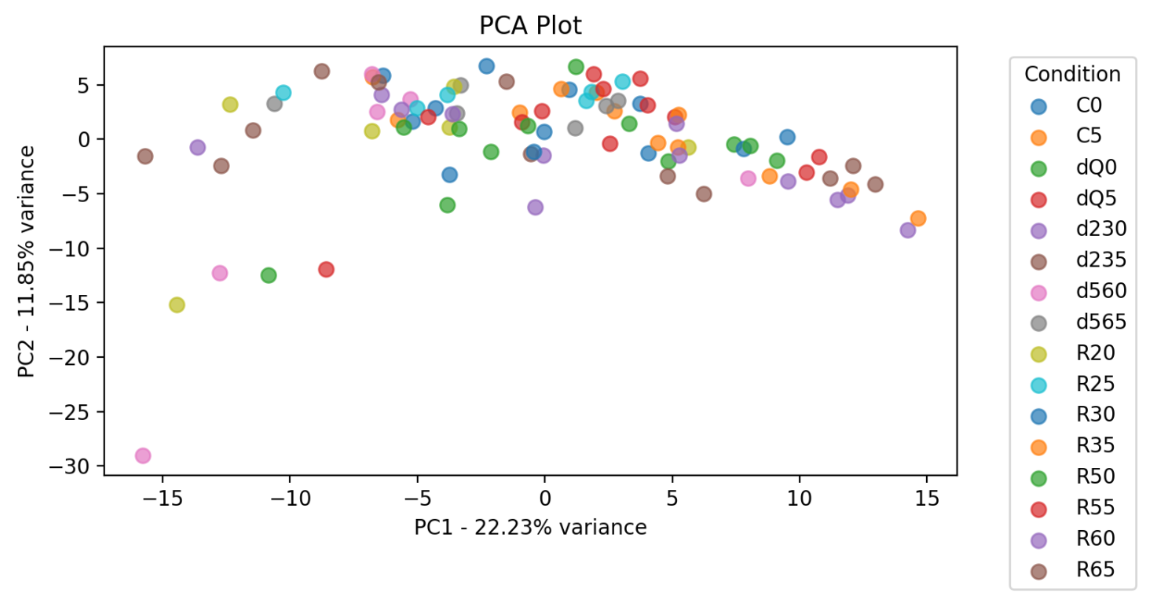 PCA Plot
PC2 - 11.85% variance
5
0
−5
−10
−15
−20
−25
−30
−15
−10
−5
0
5
10
15
PC1 - 22.23% variance
Condition
C0
C5
dQ0
dQ5
d230
d235
d560
d565
R20
R25
R30
R35
R50
R55
R60
R65